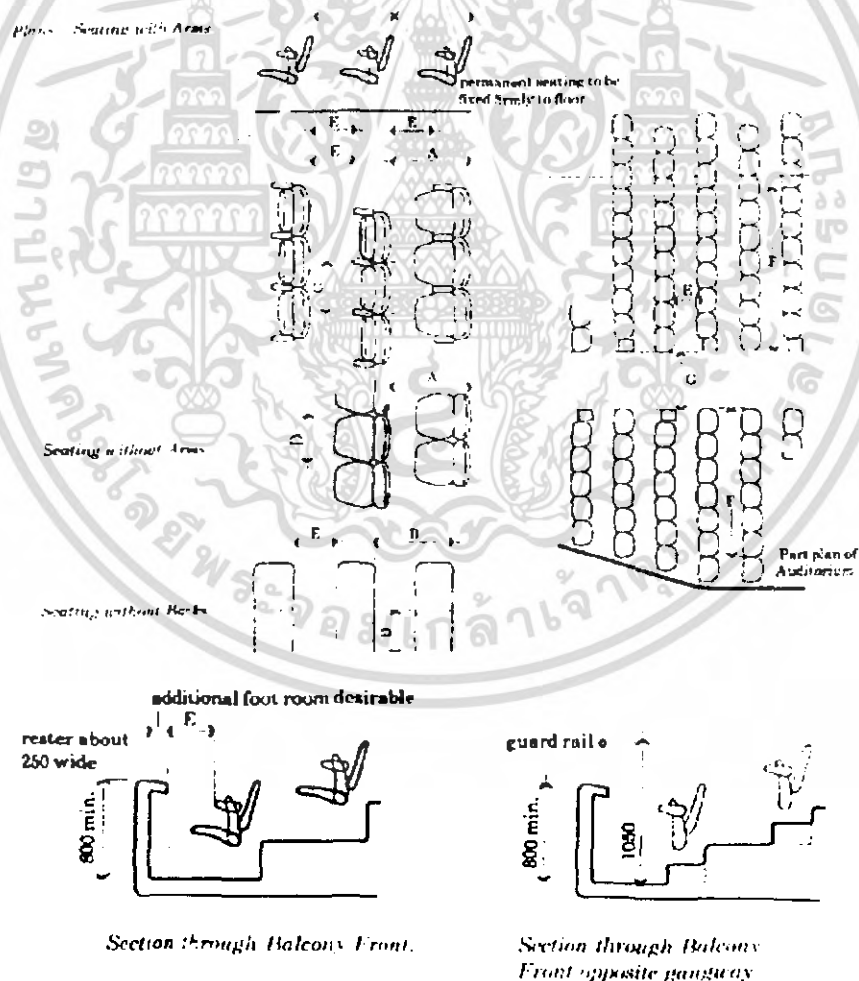 Plans Seating with Arms
permanent seating to be
fixed firmly to floor
E E
E A
C
F
E
G
A
D
Seating without Arms
F
E B
Part plan of
Auditorium
Seating without Backs
D
additional foot room desirable
E
rester about
250 wide
800 min.
guard rail
800 min.
1050
Section through Balcony Front.
Section through Balcony
Front opposite gangway